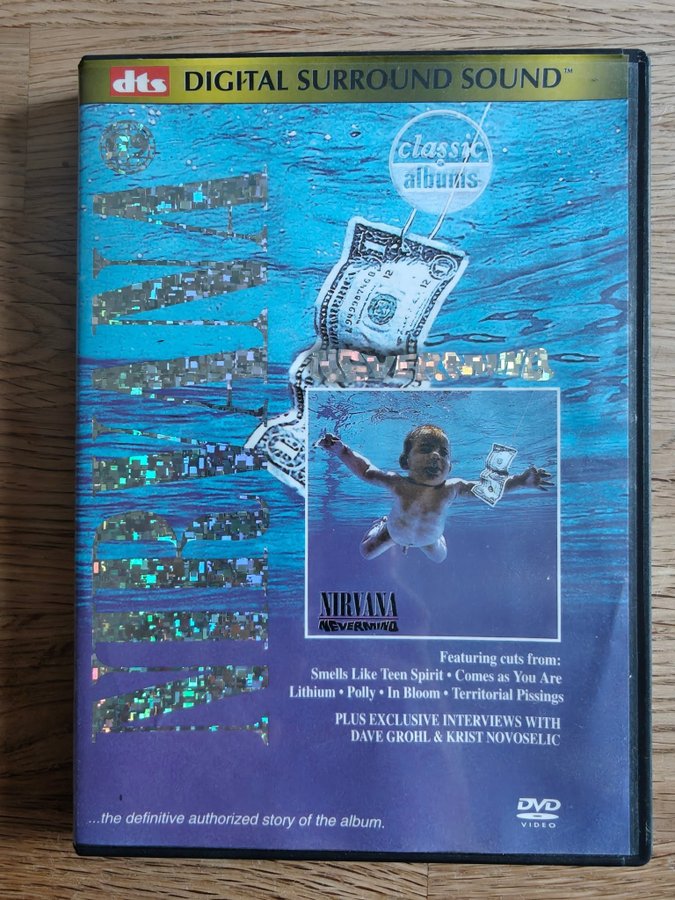 dts DIGITAL SURROUND SOUND™
classic
albums
NIRVANA
NEVERMIND
NIRVANA
NEVERMIND
Featuring cuts from:
Smells Like Teen Spirit • Comes as You Are
Lithium • Polly • In Bloom • Territorial Pissings
PLUS EXCLUSIVE INTERVIEWS WITH
DAVE GROHL & KRIST NOVOSELIC
...the definitive authorized story of the album.
DVD
VIDEO